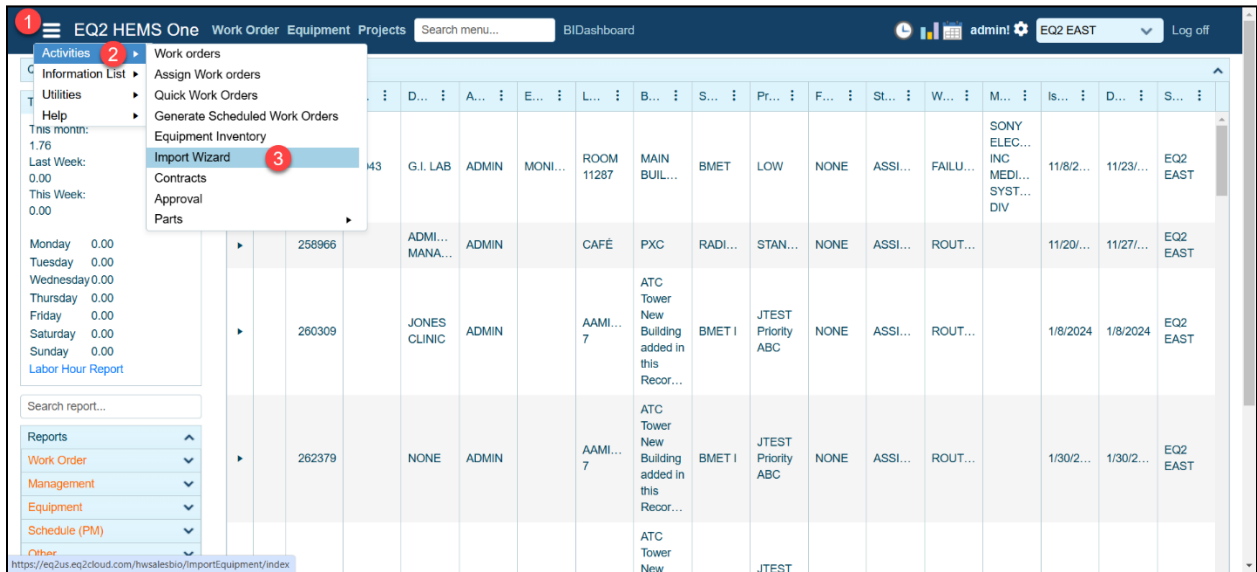 1
EQ2 HEMS One Work Order Equipment Projects Search menu... BIDashboard admin! EQ2 EAST Log off
Activities 2
Information List
Utilities
Help
Work orders
Assign Work orders
Quick Work Orders
Generate Scheduled Work Orders
Equipment Inventory
Import Wizard 3
Contracts
Approval
Parts
This month:
1.76
Last Week:
0.00
This Week:
0.00
Monday 0.00
Tuesday 0.00
Wednesday 0.00
Thursday 0.00
Friday 0.00
Saturday 0.00
Sunday 0.00
Labor Hour Report
Search report...
Reports
Work Order
Management
Equipment
Schedule (PM)
Other
https://eq2us.eq2cloud.com/hwsalesbio/ImportEquipment/index
D... A... E... L... B... S... Pr... F... St... W... M... Is... D... S...
043 G.I. LAB ADMIN MONI... ROOM 11287 MAIN BUIL... BMET LOW NONE ASSI... FAILU... SONY ELEC... INC MEDI... SYST... DIV 11/8/2... 11/23/... EQ2 EAST
258966 ADMI... MANA... ADMIN CAFÉ PXC RADI... STAN... NONE ASSI... ROUT... 11/20/... 11/27/... EQ2 EAST
260309 JONES CLINIC ADMIN AAMI... 7 ATC Tower New Building added in this Recor... BMET I JTEST Priority ABC NONE ASSI... ROUT... 1/8/2024 1/8/2024 EQ2 EAST
262379 NONE ADMIN AAMI... 7 ATC Tower New Building added in this Recor... BMET I JTEST Priority ABC NONE ASSI... ROUT... 1/30/2... 1/30/2... EQ2 EAST
ATC Tower New JTEST